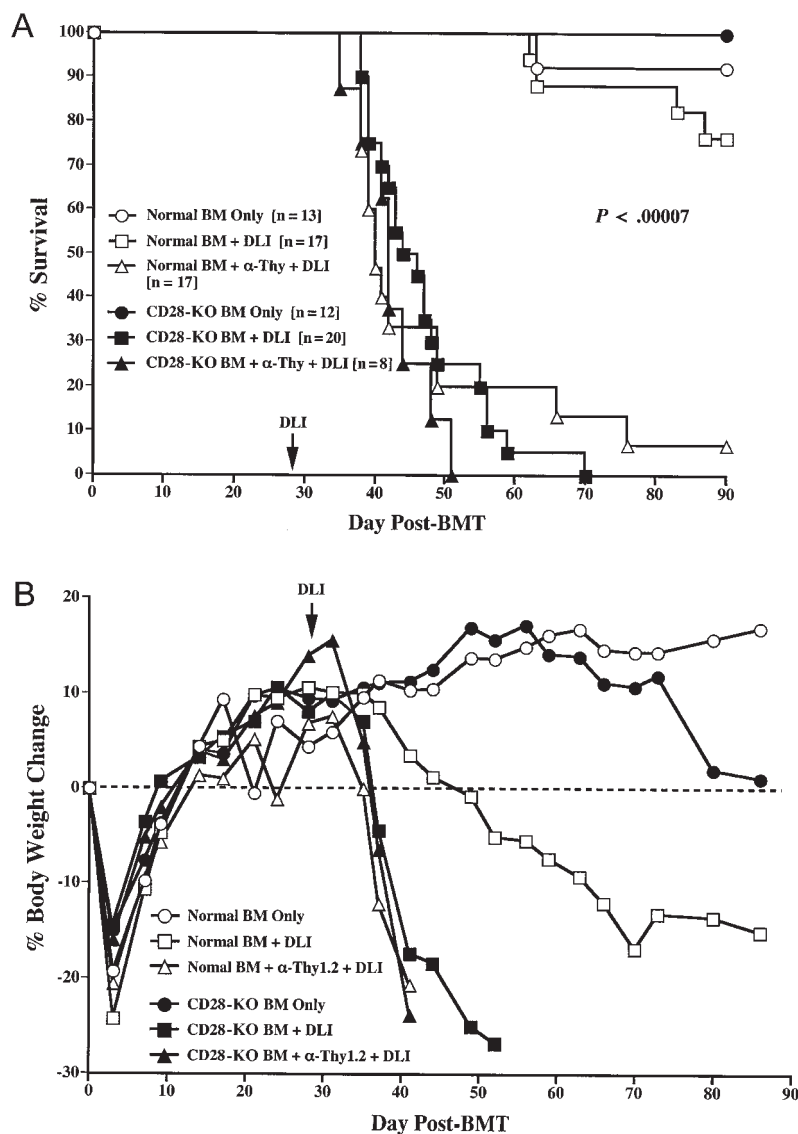 A
100
90
80
70
60
50
40
30
20
10
0
% Survival
Normal BM Only [n = 13]
Normal BM + DLI [n = 17]
Normal BM + α-Thy + DLI
[n = 17]
CD28-KO BM Only [n = 12]
CD28-KO BM + DLI [n = 20]
CD28-KO BM + α-Thy + DLI [n = 8]
P < .00007
DLI
0 10 20 30 40 50 60 70 80 90
Day Post-BMT
B
20
10
0
-10
-20
-30
% Body Weight Change
DLI
Normal BM Only
Normal BM + DLI
Nomal BM + α-Thy1.2 + DLI
CD28-KO BM Only
CD28-KO BM + DLI
CD28-KO BM + α-Thy1.2 + DLI
0 10 20 30 40 50 60 70 80 90
Day Post-BMT